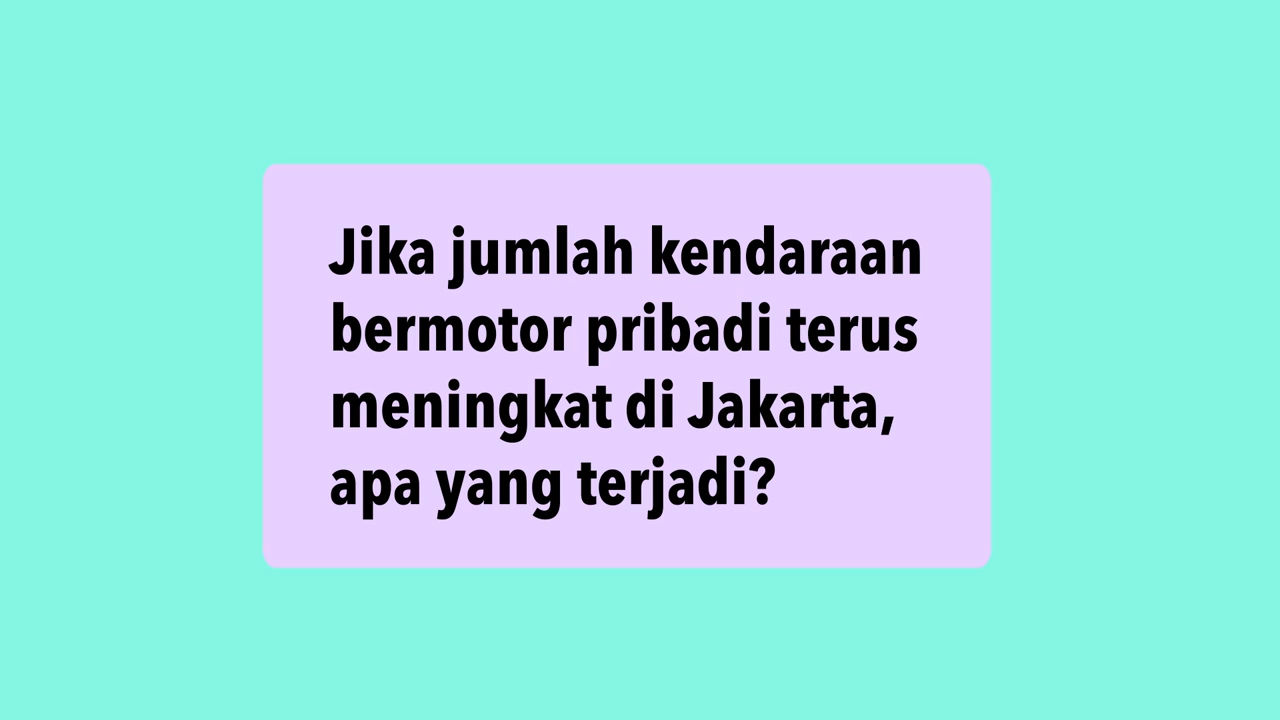 Jika jumlah kendaraan
bermotor pribadi terus
meningkat di Jakarta,
apa yang terjadi?